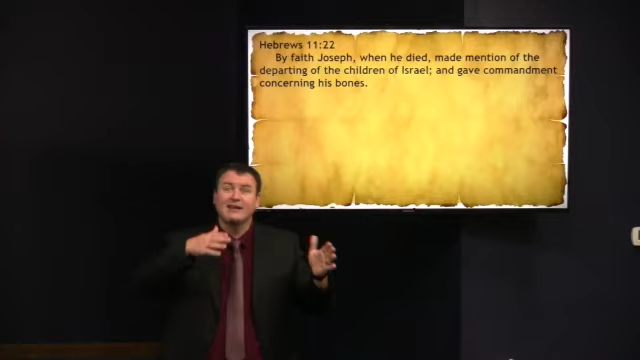 Hebrews 11:22
By faith Joseph, when he died, made mention of the
departing of the children of Israel; and gave commandment
concerning his bones.